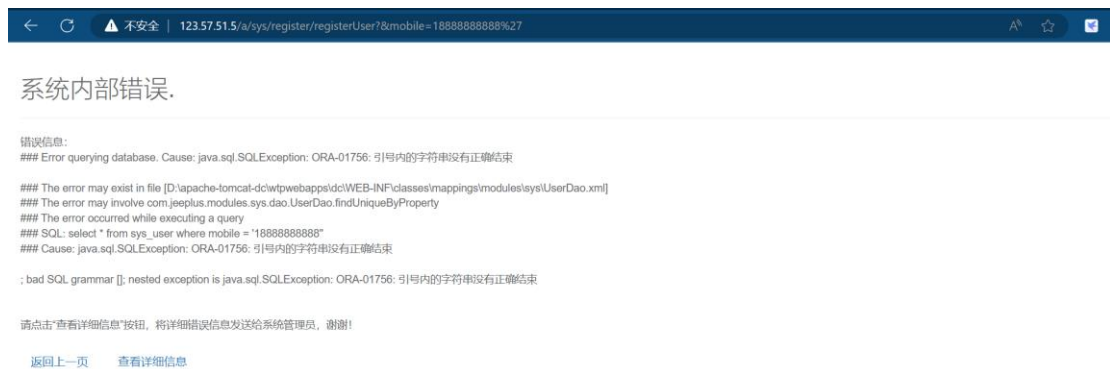 不安全 | 123.57.51.5/a/sys/register/registerUser?&mobile=18888888888%27
系统内部错误.
错误信息:
### Error querying database. Cause: java.sql.SQLException: ORA-01756: 引号内的字符串没有正确结束
### The error may exist in file [D:\apache-tomcat-dc\wtpwebapps\dc\WEB-INF\classes\mappings\modules\sys\UserDao.xml]
### The error may involve com.jeeplus.modules.sys.dao.UserDao.findUniqueByProperty
### The error occurred while executing a query
### SQL: select * from sys_user where mobile = '18888888888''
### Cause: java.sql.SQLException: ORA-01756: 引号内的字符串没有正确结束
; bad SQL grammar []; nested exception is java.sql.SQLException: ORA-01756: 引号内的字符串没有正确结束
请点击“查看详细信息”按钮，将详细错误信息发送给系统管理员，谢谢！
返回上一页 查看详细信息